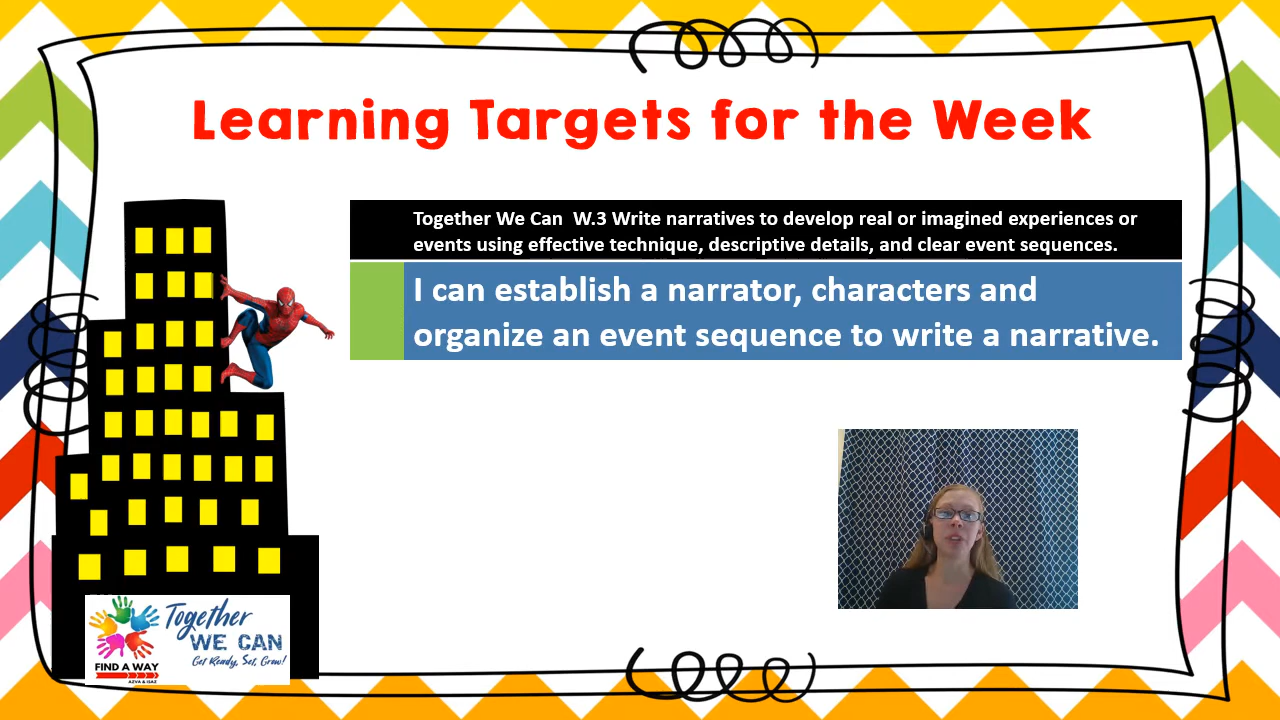 Learning Targets for the Week
Together We Can W.3 Write narratives to develop real or imagined experiences or
events using effective technique, descriptive details, and clear event sequences.
I can establish a narrator, characters and
organize an event sequence to write a narrative.
Together
WE CAN
Get Ready, Set, Grow!
FIND A WAY
AZVA & ISAZ